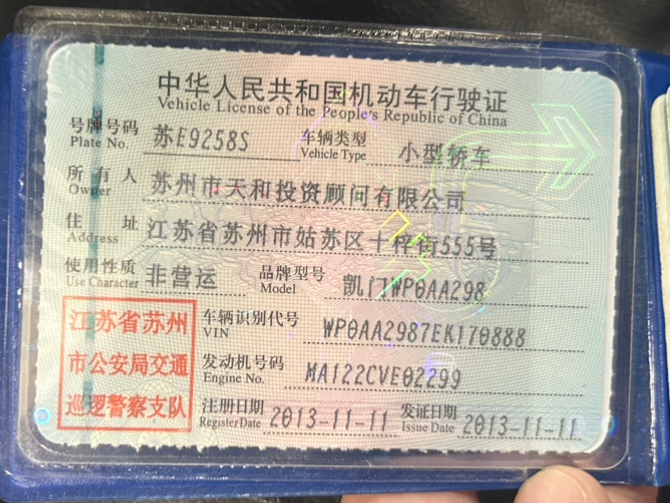 中华人民共和国机动车行驶证
Vehicle License of the People's Republic of China
号牌号码 Plate No. 苏E9258S 车辆类型 Vehicle Type 小型轿车
所有人 Owner 苏州市天和投资顾问有限公司
住址 Address 江苏省苏州市姑苏区十梓街555号
使用性质 Use Character 非营运 品牌型号 Model 凯门WP0AA298
车辆识别代号 VIN WP0AA2987EK170888
发动机号码 Engine No. MA122CVE02299
注册日期 Register Date 2013-11-11 发证日期 Issue Date 2013-11-11
江苏省苏州
市公安局交通
巡逻警察支队